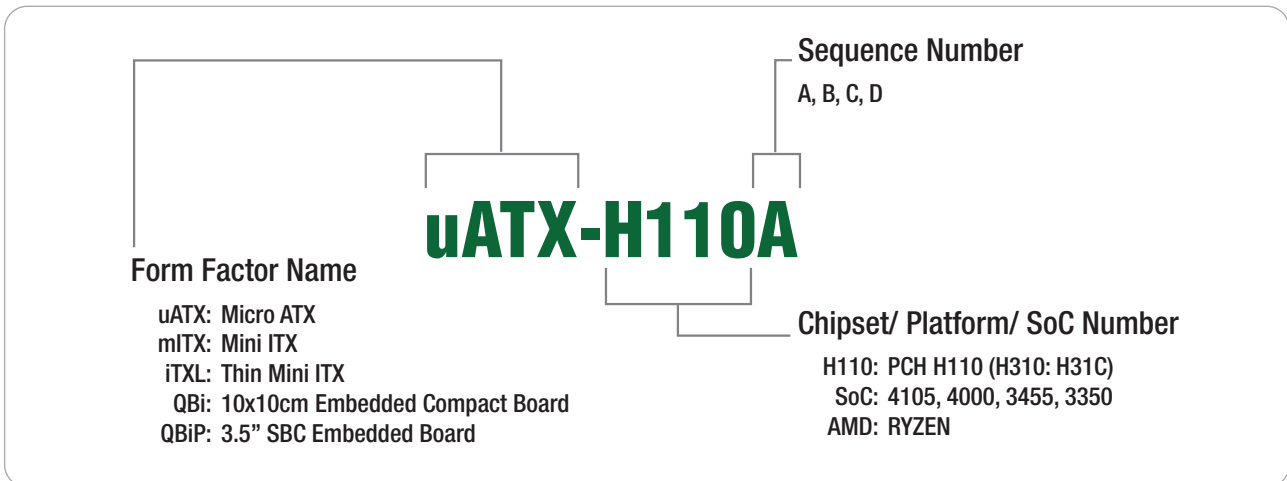 Sequence Number
A, B, C, D
uATX-H110A
Form Factor Name
uATX: Micro ATX
mITX: Mini ITX
iTXL: Thin Mini ITX
QBi: 10x10cm Embedded Compact Board
QBiP: 3.5” SBC Embedded Board
Chipset/ Platform/ SoC Number
H110: PCH H110 (H310: H31C)
SoC: 4105, 4000, 3455, 3350
AMD: RYZEN